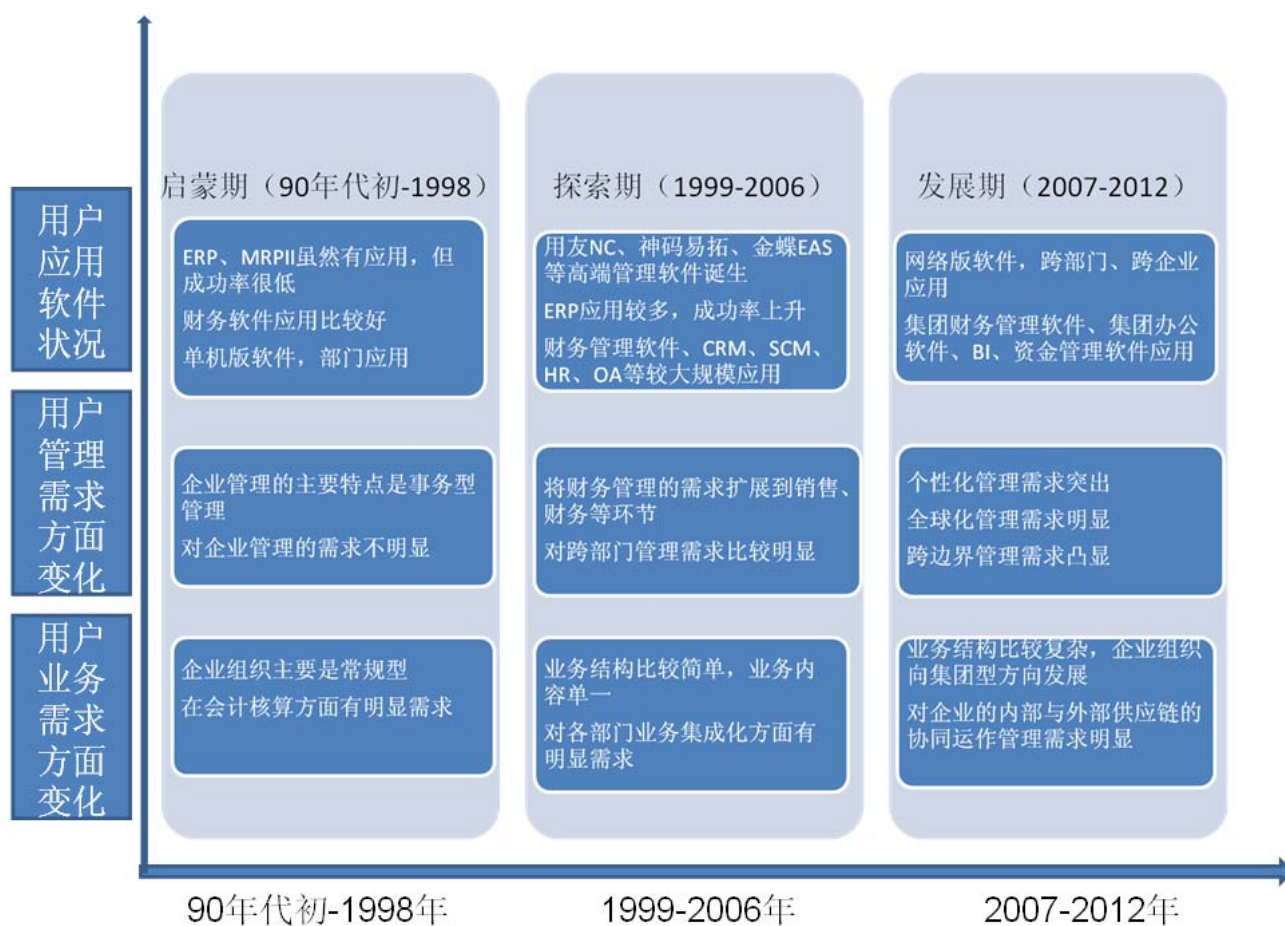 用户
应用
软件
状况
用户
管理
需求
方面
变化
用户
业务
需求
方面
变化
启蒙期（90年代初-1998）
ERP、MRPII虽然有应用，但
成功率很低
财务软件应用比较好
单机版软件，部门应用
企业管理的主要特点是事务型
管理
对企业管理的需求不明显
企业组织主要是常规型
在会计核算方面有明显需求
探索期（1999-2006）
用友NC、神码易拓、金蝶EAS
等高端管理软件诞生
ERP应用较多，成功率上升
财务管理软件、CRM、SCM、
HR、OA等较大规模应用
将财务管理的需求扩展到销售、
财务等环节
对跨部门管理需求比较明显
业务结构比较简单，业务内
容单一
对各部门业务集成化方面有
明显需求
发展期（2007-2012）
网络版软件，跨部门、跨企业
应用
集团财务管理软件、集团办公
软件、BI、资金管理软件应用
个性化管理需求突出
全球化管理需求明显
跨边界管理需求凸显
业务结构比较复杂，企业组织
向集团型方向发展
对企业的内部与外部供应链的
协同运作管理需求明显
90年代初-1998年
1999-2006年
2007-2012年